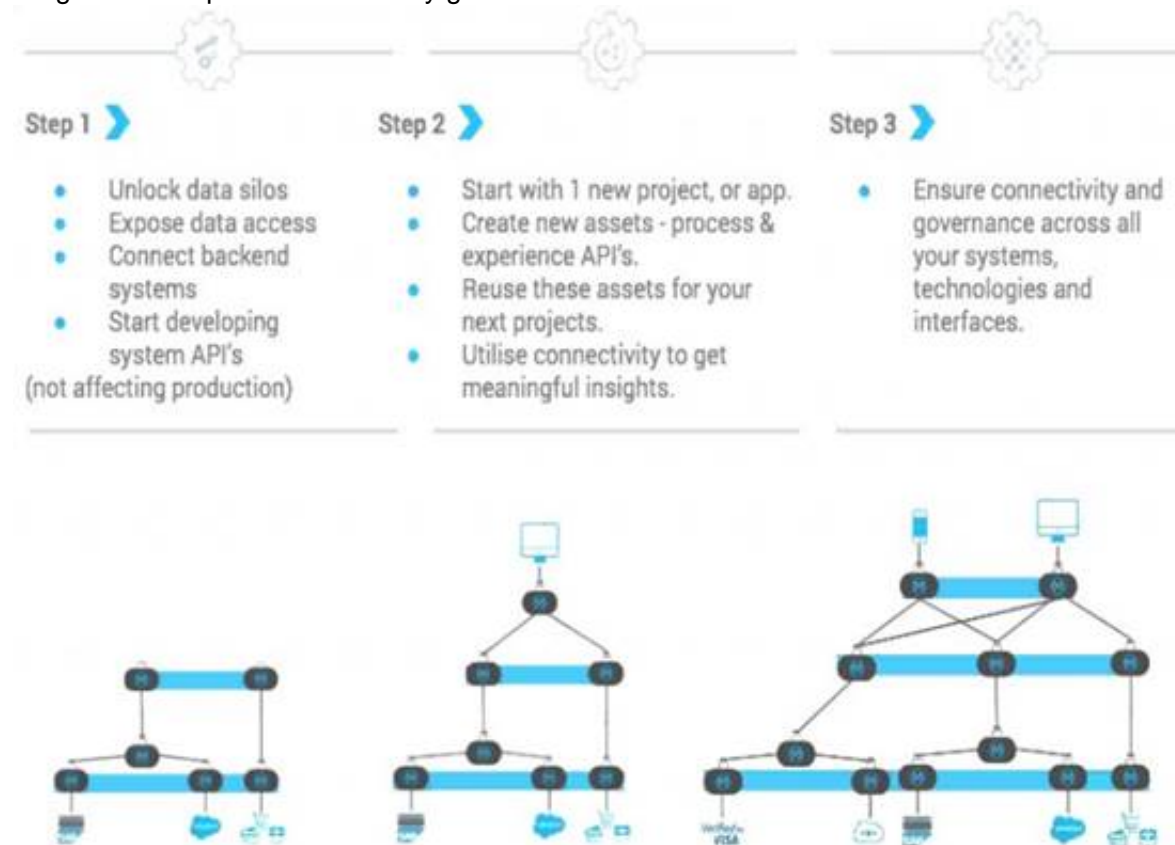 Step 1
Unlock data silos
Expose data access
Connect backend
systems
Start developing
system API's
(not affecting production)
Step 2
Start with 1 new project, or app.
Create new assets - process &
experience API's.
Reuse these assets for your
next projects.
Utilise connectivity to get
meaningful insights.
Step 3
Ensure connectivity and
governance across all
your systems,
technologies and
interfaces.
VISA